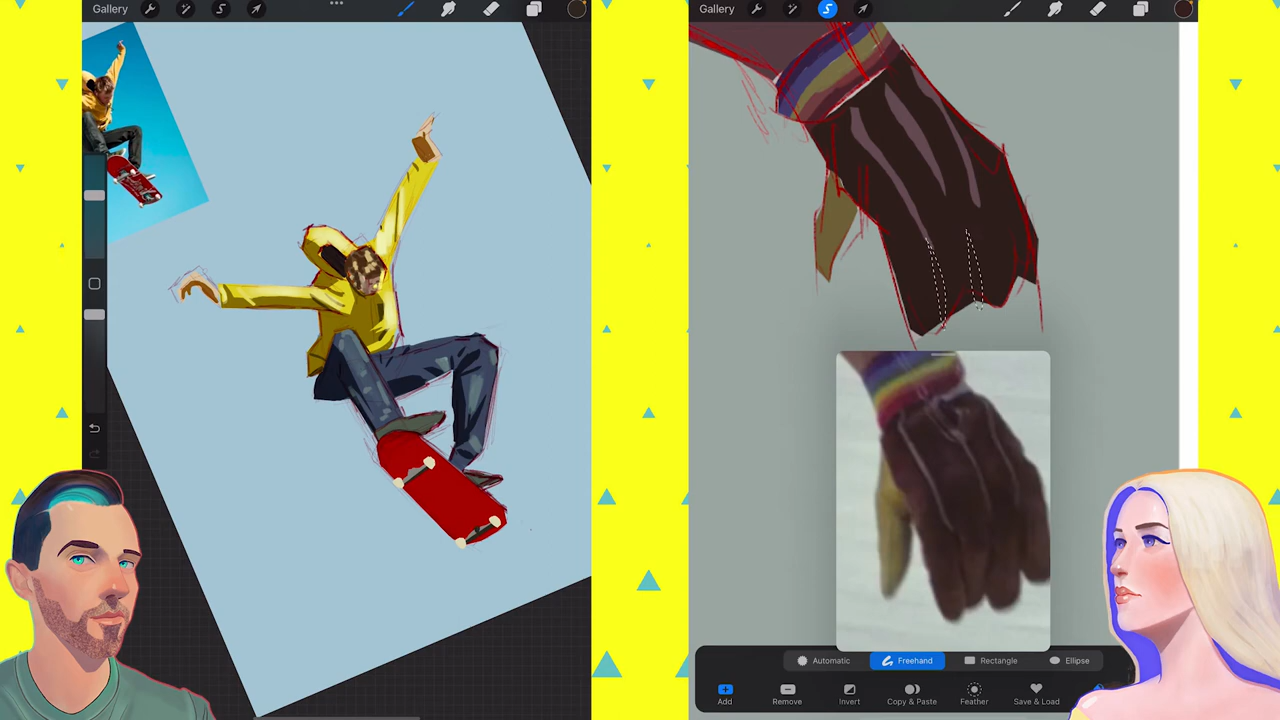 Gallery
Gallery
Automatic Freehand Rectangle Ellipse
Add Remove Invert Copy & Paste Feather Save & Load